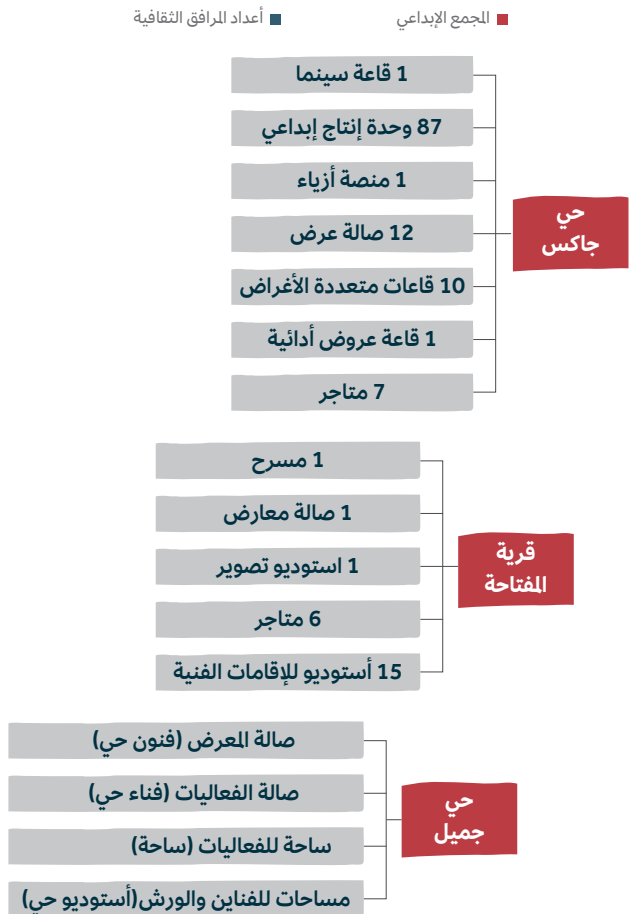 المجمع الإبداعي
أعداد المرافق الثقافية
حي
جاكس
1 قاعة سينما
87 وحدة إنتاج إبداعي
1 منصة أزياء
12 صالة عرض
10 قاعات متعددة الأغراض
1 قاعة عروض أدائية
7 متاجر
قرية
المفتاحة
1 مسرح
1 صالة معارض
1 استوديو تصوير
6 متاجر
15 أستوديو للإقامات الفنية
حي
جميل
صالة المعرض (فنون حي)
صالة الفعاليات (فناء حي)
ساحة للفعاليات (ساحة)
مساحات للفناين والورش(أستوديو حي)